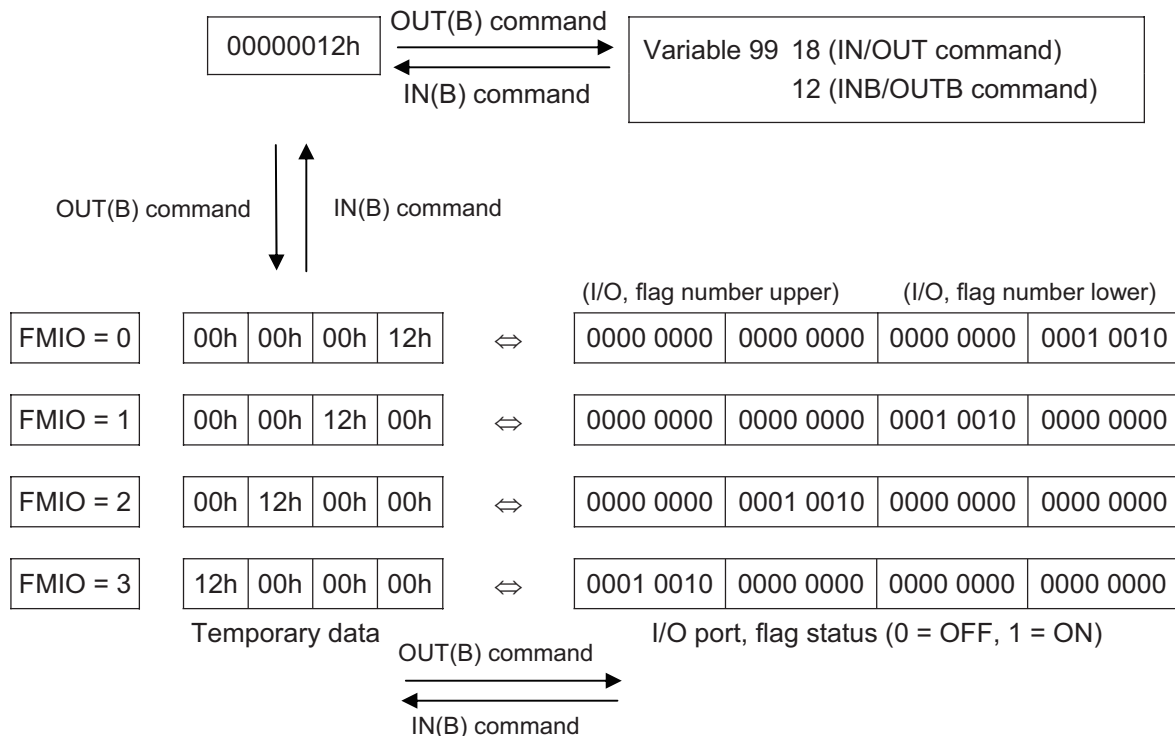 OUT(B) command
00000012h
Variable 99 18 (IN/OUT command)
12 (INB/OUTB command)
IN(B) command
OUT(B) command
IN(B) command
(I/O, flag number upper) (I/O, flag number lower)
FMIO = 0 00h 00h 00h 12h ⇔ 0000 0000 0000 0000 0000 0000 0001 0010
FMIO = 1 00h 00h 12h 00h ⇔ 0000 0000 0000 0000 0001 0010 0000 0000
FMIO = 2 00h 12h 00h 00h ⇔ 0000 0000 0001 0010 0000 0000 0000 0000
FMIO = 3 12h 00h 00h 00h ⇔ 0001 0010 0000 0000 0000 0000 0000 0000
Temporary data I/O port, flag status (0 = OFF, 1 = ON)
OUT(B) command
IN(B) command